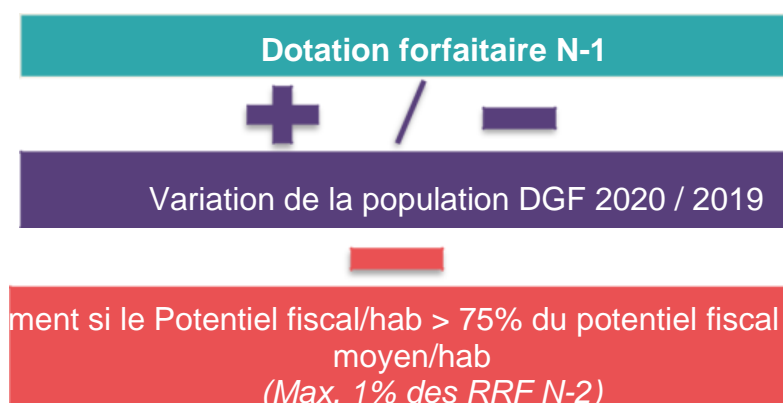 Dotation forfaitaire N-1
+ / -
Variation de la population DGF 2020 / 2019
-
ment si le Potentiel fiscal/hab > 75% du potentiel fiscal
moyen/hab
(Max. 1% des RRF N-2)